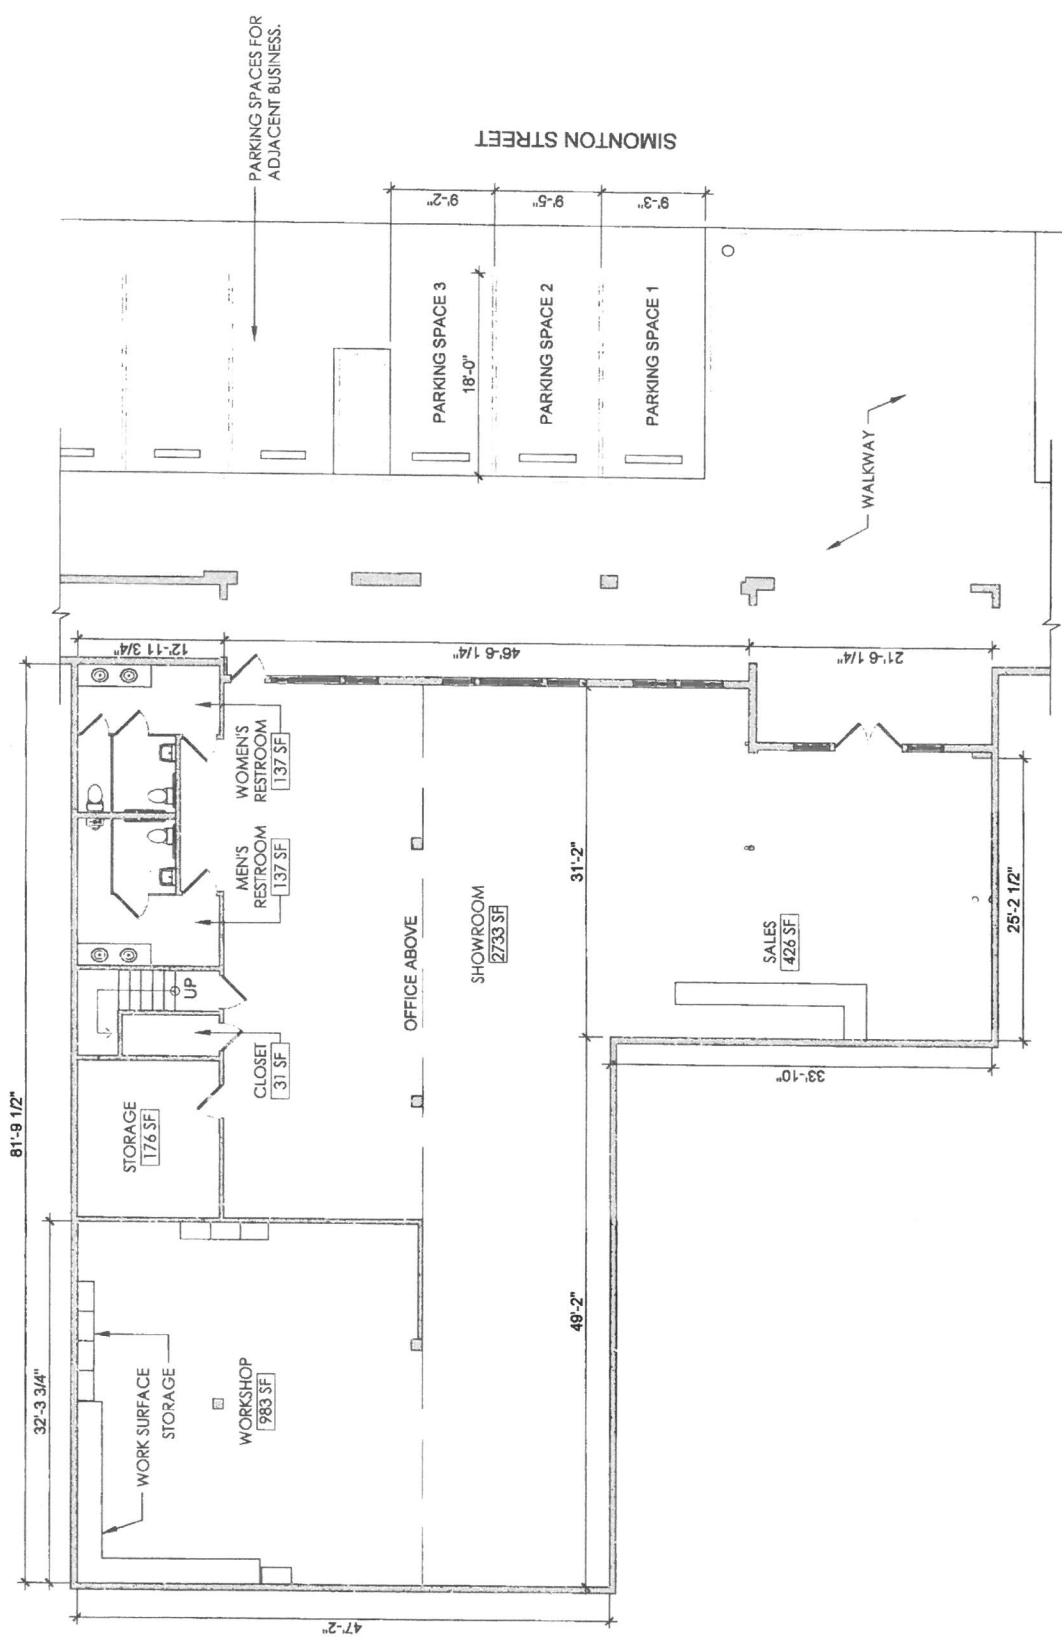 PARKING SPACES FOR
ADJACENT BUSINESS.
SIMONTON STREET
9'-2"
9'-5"
9'-3"
PARKING SPACE 3
18'-0"
PARKING SPACE 2
PARKING SPACE 1
WALKWAY
12'-11 3/4"
46'-6 1/4"
21'-6 1/4"
81'-9 1/2"
WOMEN'S
RESTROOM
137 SF
MEN'S
RESTROOM
137 SF
UP
CLOSET
31 SF
STORAGE
176 SF
OFFICE ABOVE
SHOWROOM
2733 SF
31'-2"
SALES
426 SF
25'-2 1/2"
33'-10"
32'-3 3/4"
WORK SURFACE
STORAGE
WORKSHOP
983 SF
49'-2"
47'-2"